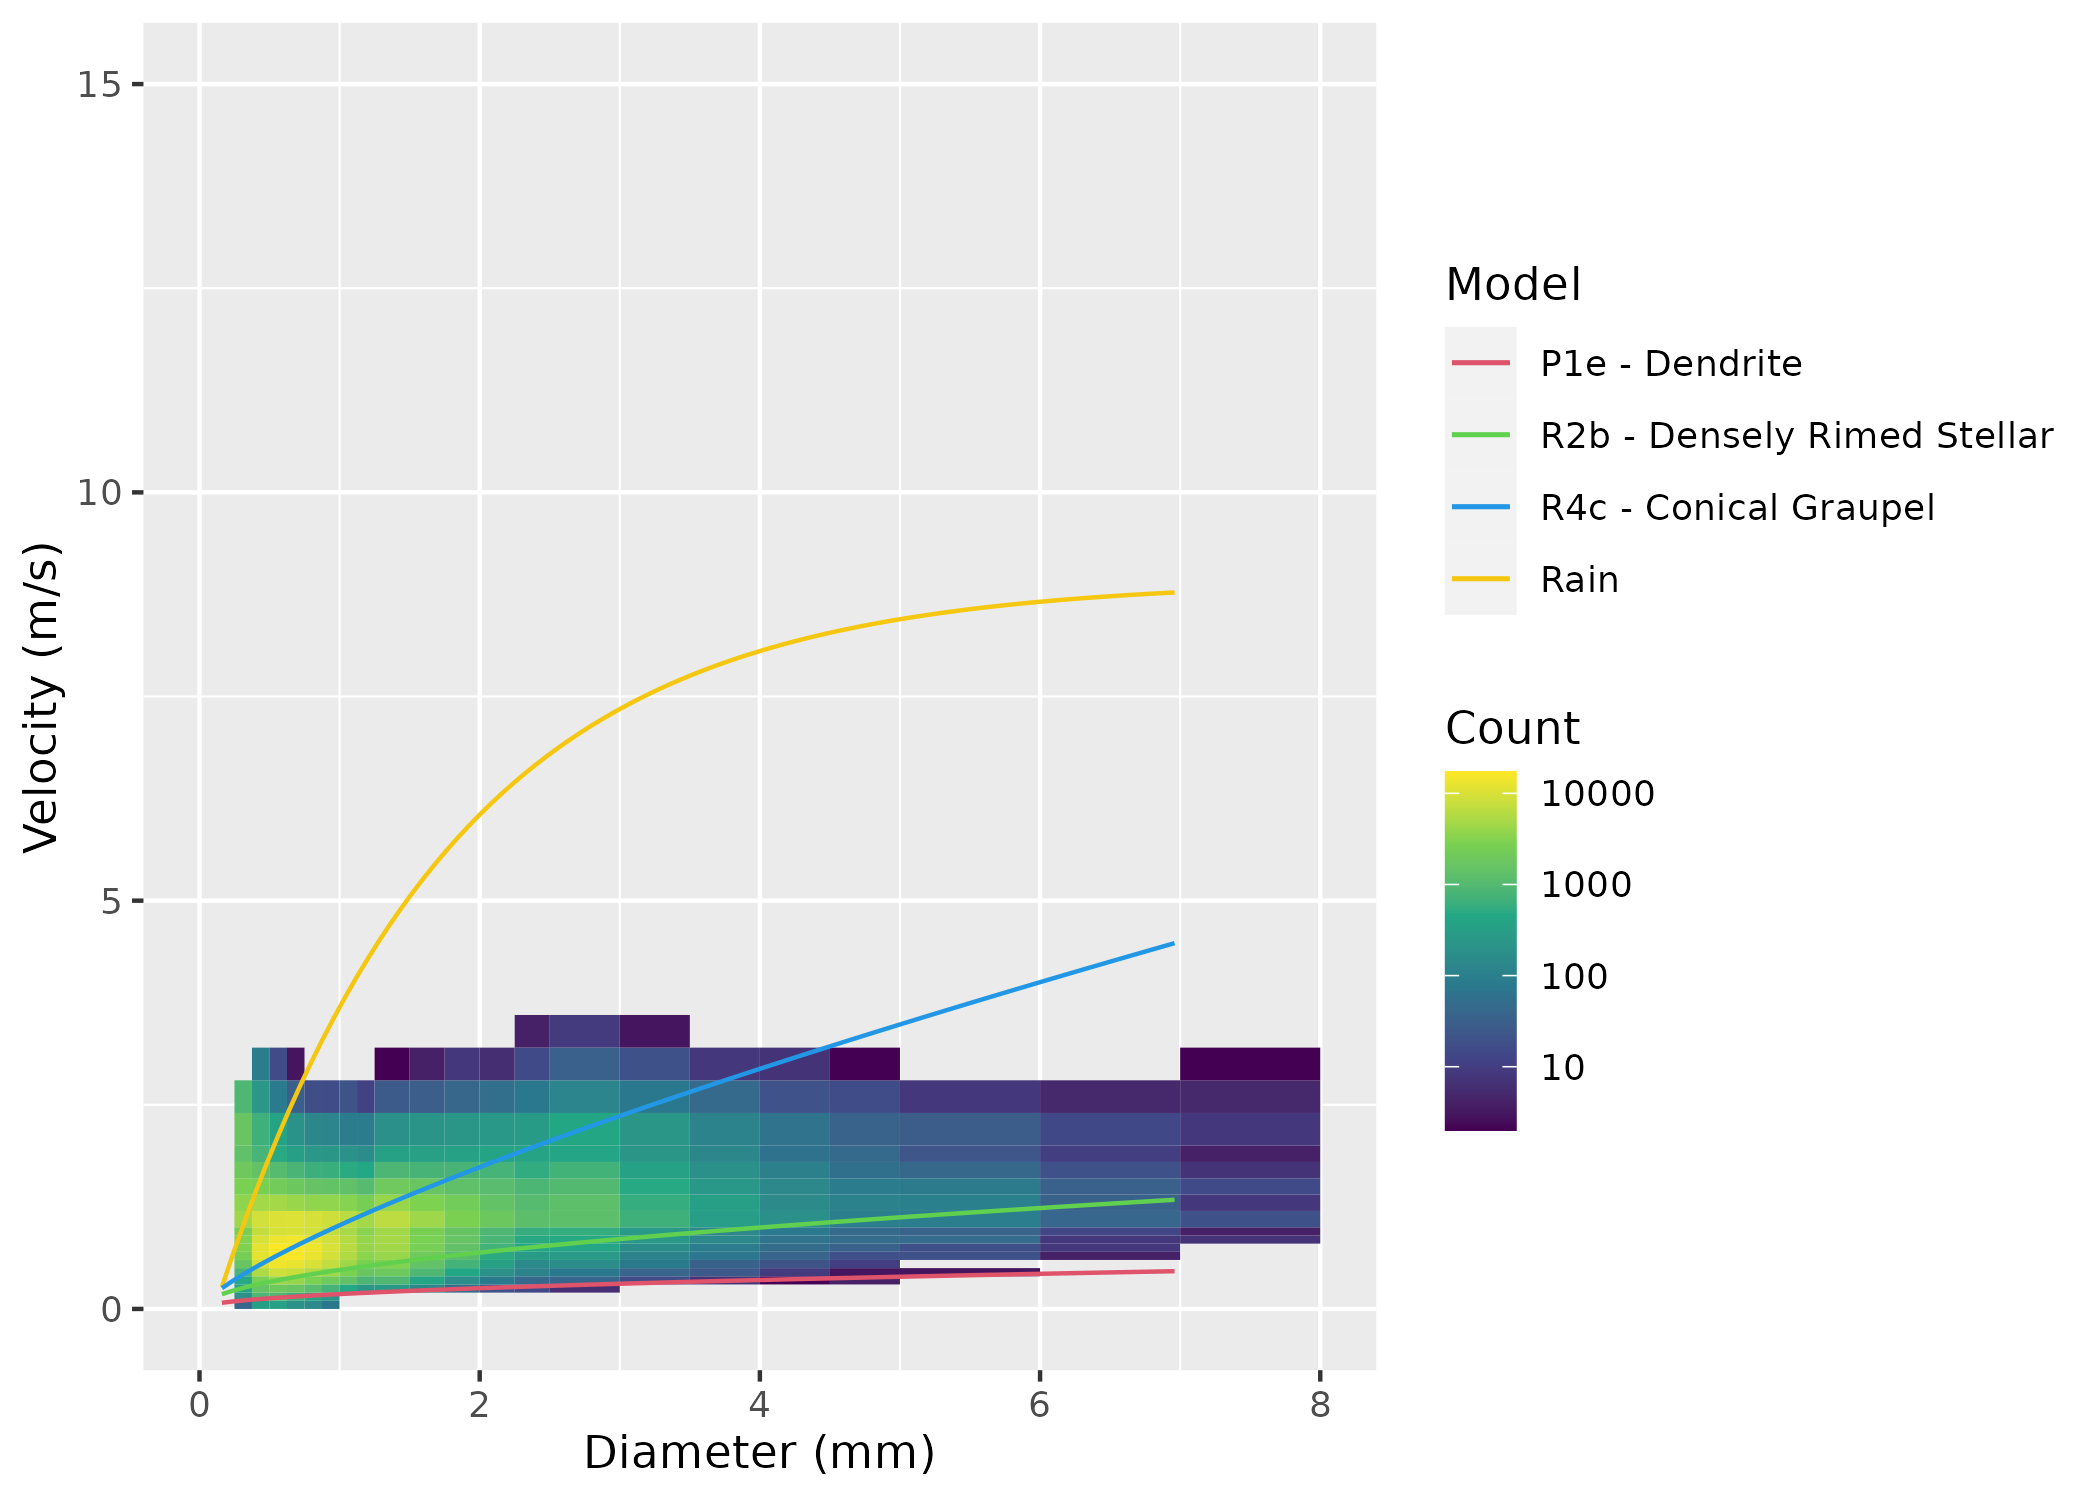 15
10
5
0
Velocity (m/s)
0 2 4 6 8
Diameter (mm)
Model
P1e - Dendrite
R2b - Densely Rimed Stellar
R4c - Conical Graupel
Rain
Count
10000
1000
100
10